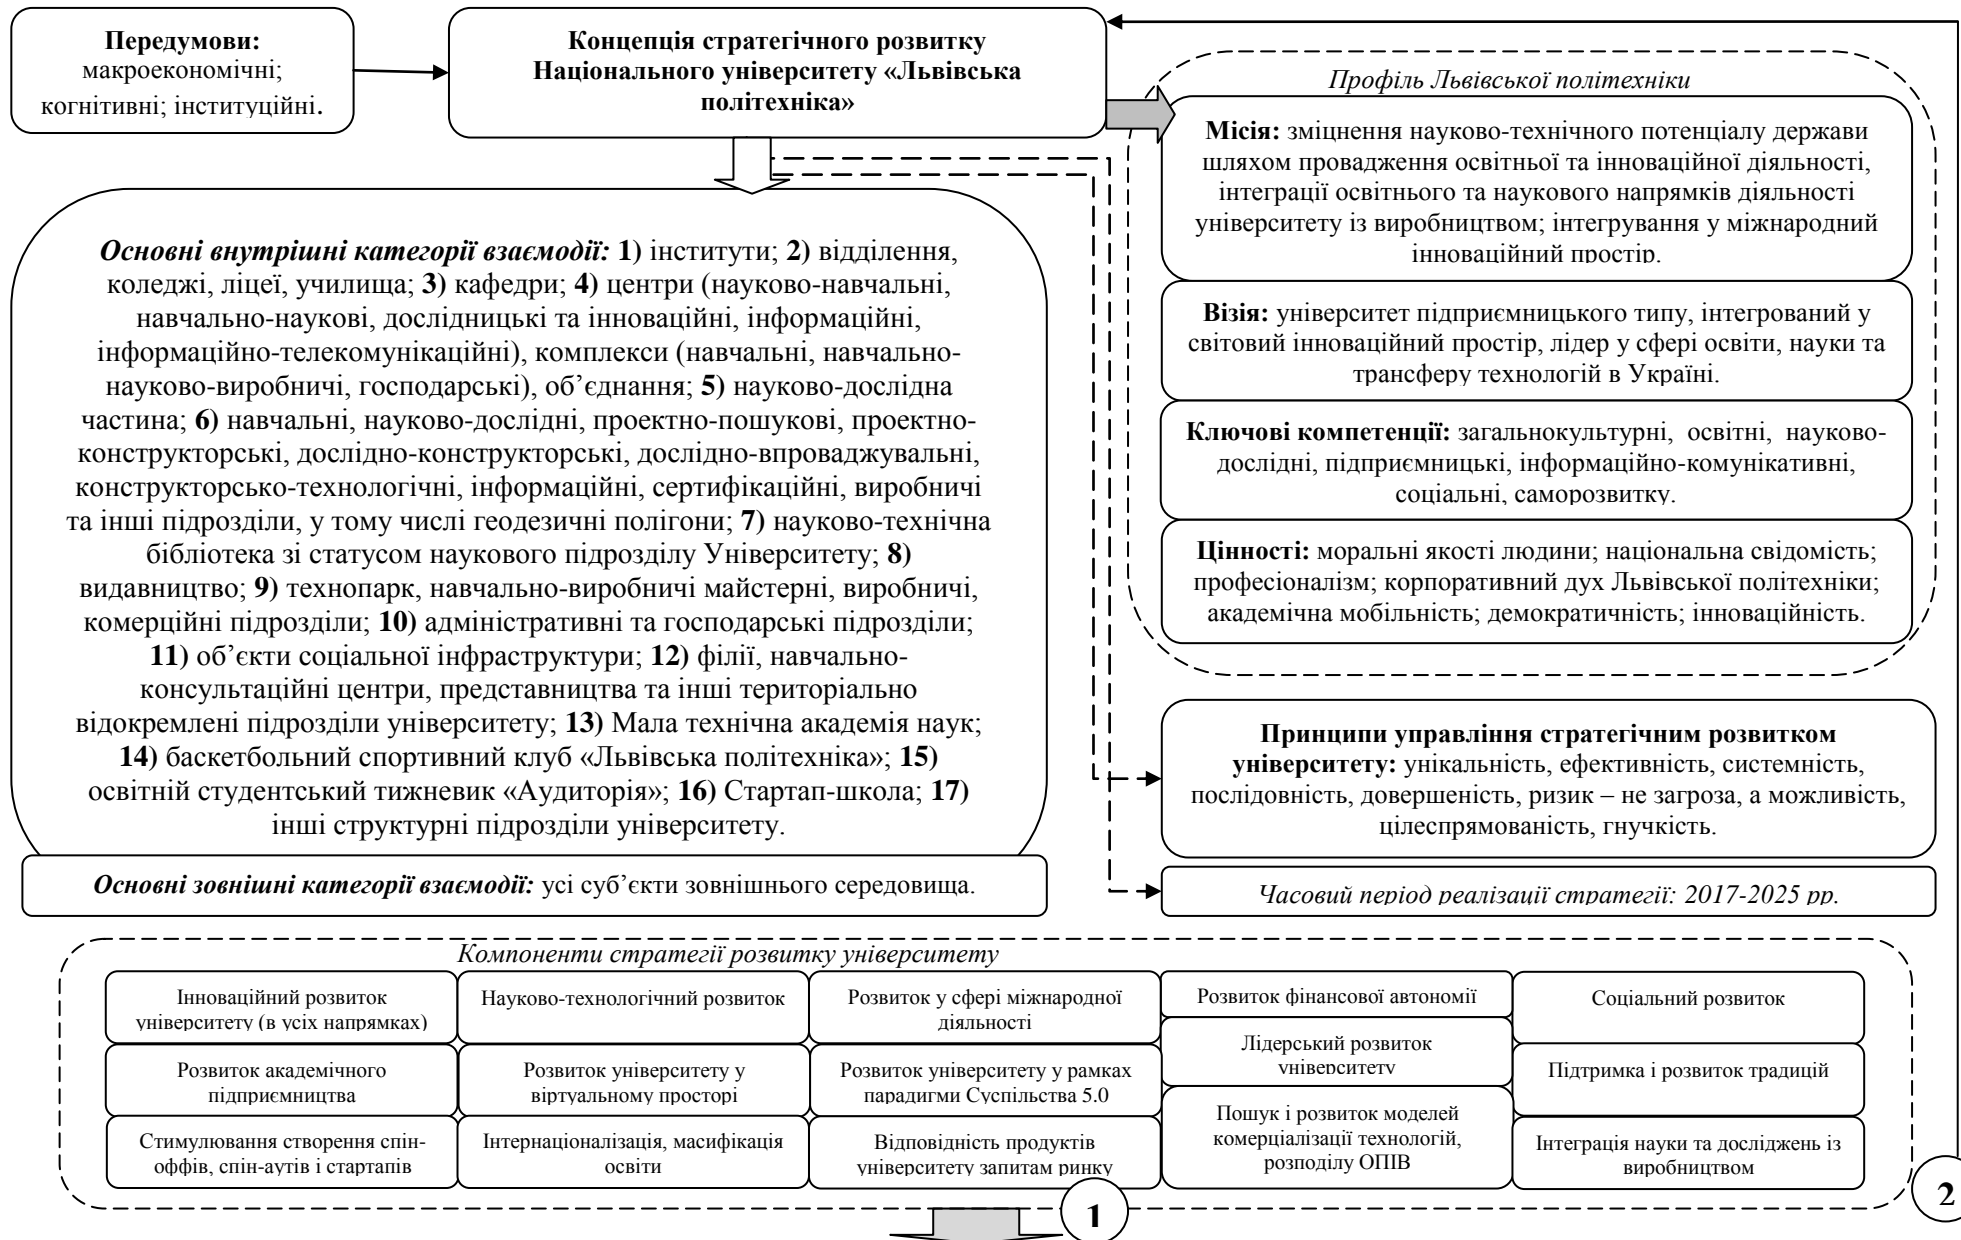 Передумови:
макроекономічні;
когнітивні; інституційні.
Концепція стратегічного розвитку
Національного університету «Львівська
політехніка»
Профіль Львівської політехніки
Місія: зміцнення науково-технічного потенціалу держави
шляхом провадження освітньої та інноваційної діяльності,
інтеграції освітнього та наукового напрямків діяльності
університету із виробництвом; інтегрування у міжнародний
інноваційний простір.
Візія: університет підприємницького типу, інтегрований у
світовий інноваційний простір, лідер у сфері освіти, науки та
трансферу технологій в Україні.
Ключові компетенції: загальнокультурні, освітні, науково-
дослідні, підприємницькі, інформаційно-комунікативні,
соціальні, саморозвитку.
Цінності: моральні якості людини; національна свідомість;
професіоналізм; корпоративний дух Львівської політехніки;
академічна мобільність; демократичність; інноваційність.
Основні внутрішні категорії взаємодії: 1) інститути; 2) відділення,
коледжі, ліцеї, училища; 3) кафедри; 4) центри (науково-навчальні,
навчально-наукові, дослідницькі та інноваційні, інформаційні,
інформаційно-телекомунікаційні), комплекси (навчальні, навчально-
науково-виробничі, господарські), об’єднання; 5) науково-дослідна
частина; 6) навчальні, науково-дослідні, проектно-пошукові, проектно-
конструкторські, дослідно-конструкторські, дослідно-впроваджувальні,
конструкторсько-технологічні, інформаційні, сертифікаційні, виробничі
та інші підрозділи, у тому числі геодезичні полігони; 7) науково-технічна
бібліотека зі статусом наукового підрозділу Університету; 8)
видавництво; 9) технопарк, навчально-виробничі майстерні, виробничі,
комерційні підрозділи; 10) адміністративні та господарські підрозділи;
11) об’єкти соціальної інфраструктури; 12) філії, навчально-
консультаційні центри, представництва та інші територіально
відокремлені підрозділи університету; 13) Мала технічна академія наук;
14) баскетбольний спортивний клуб «Львівська політехніка»; 15)
освітній студентський тижневик «Аудиторія»; 16) Стартап-школа; 17)
інші структурні підрозділи університету.
Основні зовнішні категорії взаємодії: усі суб’єкти зовнішнього середовища.
Принципи управління стратегічним розвитком
університету: унікальність, ефективність, системність,
послідовність, довершеність, ризик – не загроза, а можливість,
цілеспрямованість, гнучкість.
Часовий період реалізації стратегії: 2017-2025 рр.
Компоненти стратегії розвитку університету
Інноваційний розвиток
університету (в усіх напрямках)
Науково-технологічний розвиток
Розвиток у сфері міжнародної
діяльності
Розвиток фінансової автономії
Соціальний розвиток
Розвиток академічного
підприємництва
Розвиток університету у
віртуальному просторі
Розвиток університету у рамках
парадигми Суспільства 5.0
Лідерський розвиток
університету
Підтримка і розвиток традицій
Стимулювання створення спін-
оффів, спін-аутів і стартапів
Інтернаціоналізація, масифікація
освіти
Відповідність продуктів
університету запитам ринку
Пошук і розвиток моделей
комерціалізації технологій,
розподілу ОПІВ
Інтеграція науки та досліджень із
виробництвом
1
2